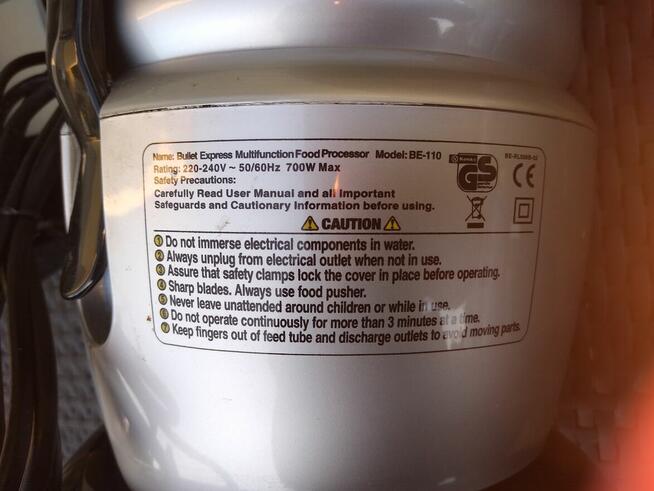 Name: Bullet Express Multifunction Food Processor Model: BE-110
Rating: 220-240V ~ 50/60Hz 700W Max
Safety Precautions:
Carefully Read User Manual and all Important
Safeguards and Cautionary Information before using.
GS
CE
CAUTION
1 Do not immerse electrical components in water.
2 Always unplug from electrical outlet when not in use.
3 Assure that safety clamps lock the cover in place before operating.
4 Sharp blades. Always use food pusher.
5 Never leave unattended around children or while in use.
6 Do not operate continuously for more than 3 minutes at a time.
7 Keep fingers out of feed tube and discharge outlets to avoid moving parts.